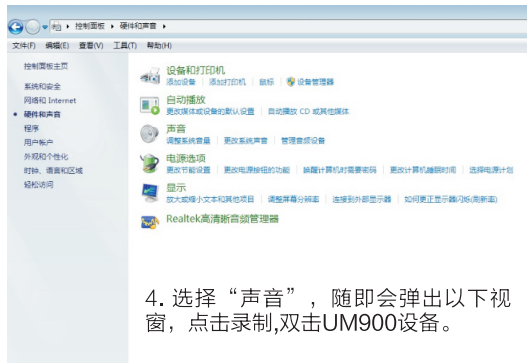 控制面板 ▸ 硬件和声音 ▸
文件(F) 编辑(E) 查看(V) 工具(T) 帮助(H)
控制面板主页
系统和安全
网络和 Internet
• 硬件和声音
程序
用户帐户
外观和个性化
时钟、语言和区域
轻松访问
设备和打印机
添加设备 | 添加打印机 | 鼠标 | 设备管理器
自动播放
更改媒体或设备的默认设置 | 自动播放 CD 或其他媒体
声音
调整系统音量 | 更改系统声音 | 管理音频设备
电源选项
更改节能设置 | 更改电源按钮的功能 | 唤醒计算机时需要密码 | 更改计算机睡眠时间 | 选择电源计划
显示
放大或缩小文本和其他项目 | 调整屏幕分辨率 | 连接到外部显示器 | 如何更正显示器闪烁(刷新率)
Realtek高清晰音频管理器
4. 选择“声音”，随即会弹出以下视
窗，点击录制,双击UM900设备。